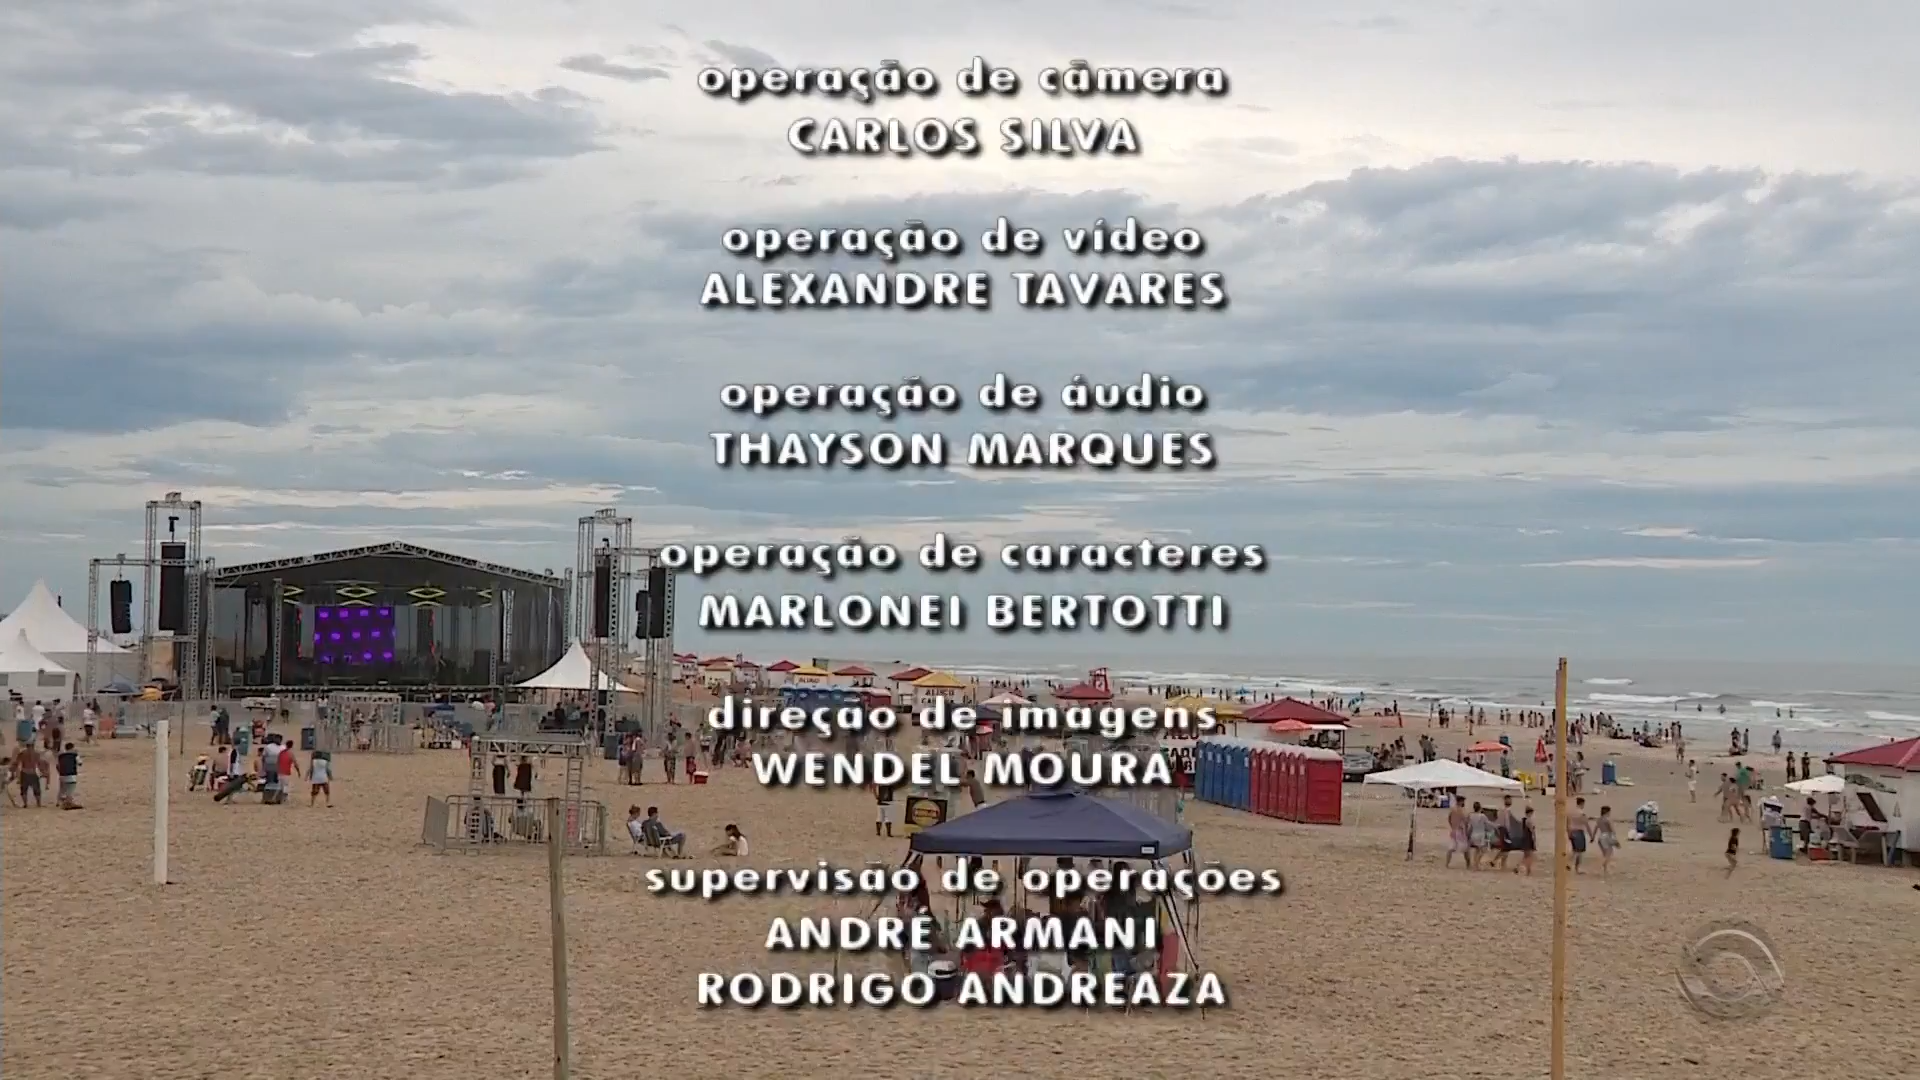 operação de câmera
CARLOS SILVA
operação de vídeo
ALEXANDRE TAVARES
operação de áudio
THAYSON MARQUES
operação de caracteres
MARLONEI BERTOTTI
direção de imagens
WENDEL MOURA
supervisão de operações
ANDRÉ ARMANI
RODRIGO ANDREAZA